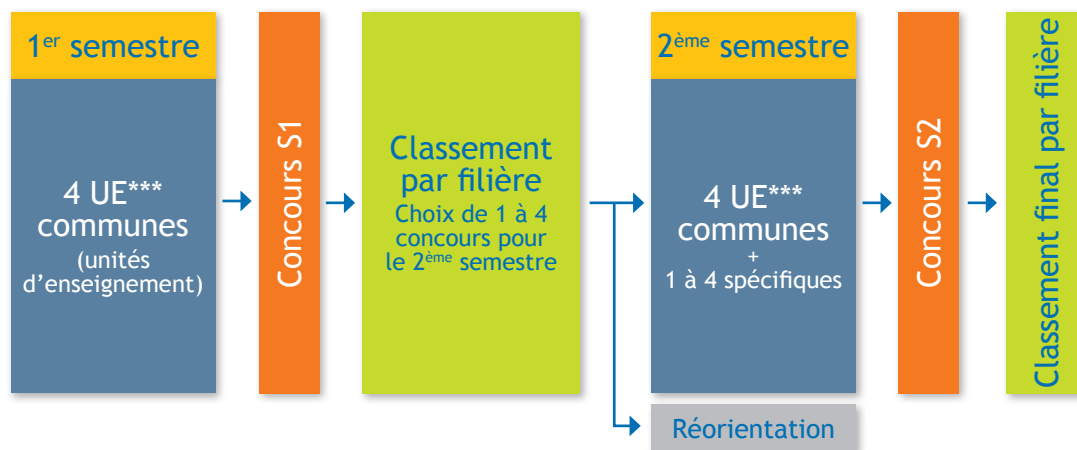 1er semestre
4 UE***
communes
(unités
d'enseignement)
Concours S1
Classement
par filière
Choix de 1 à 4
concours pour
le 2ème semestre
2ème semestre
4 UE***
communes
+
1 à 4 spécifiques
Réorientation
Concours S2
Classement final par filière